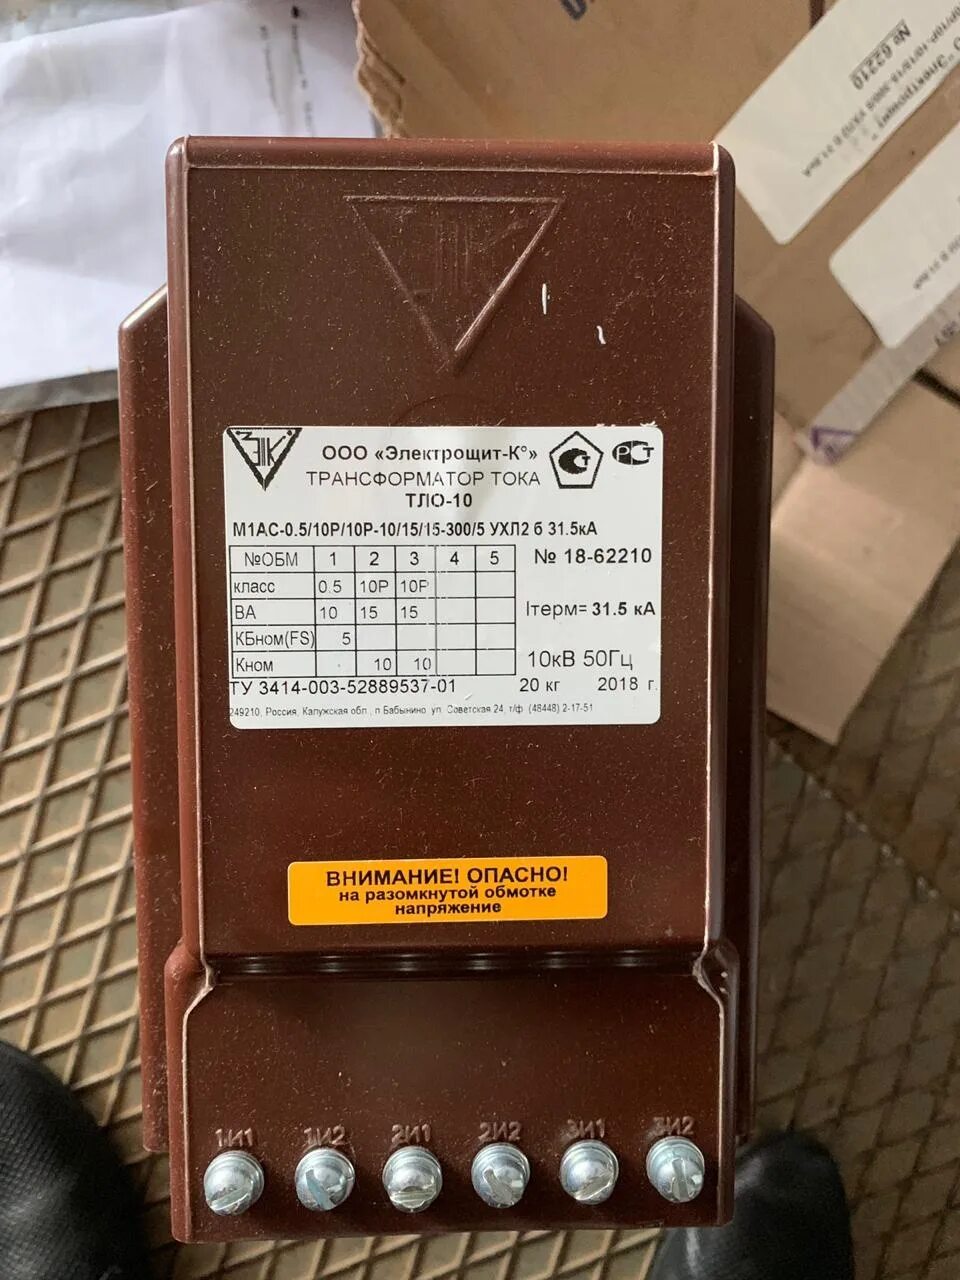 № 62210
ЭТК
ООО «Электрощит-К°»
ТРАНСФОРМАТОР ТОКА
ТЛО-10
М1АС-0.5/10Р/10Р-10/15/15-300/5 УХЛ2 б 31.5кА
№ОБМ 1 2 3 4 5
№ 18-62210
класс 0.5 10Р 10Р
ВА 10 15 15
Iтерм= 31.5 кА
КБном(FS) 5
Кном 10 10
10кВ 50Гц
ТУ 3414-003-52889537-01 20 кг 2018 г.
249210, Россия, Калужская обл., п Бабынино, ул. Советская 24, т/ф. (48448) 2-17-51
ВНИМАНИЕ! ОПАСНО!
на разомкнутой обмотке
напряжение
1И1 1И2 2И1 2И2 3И1 3И2